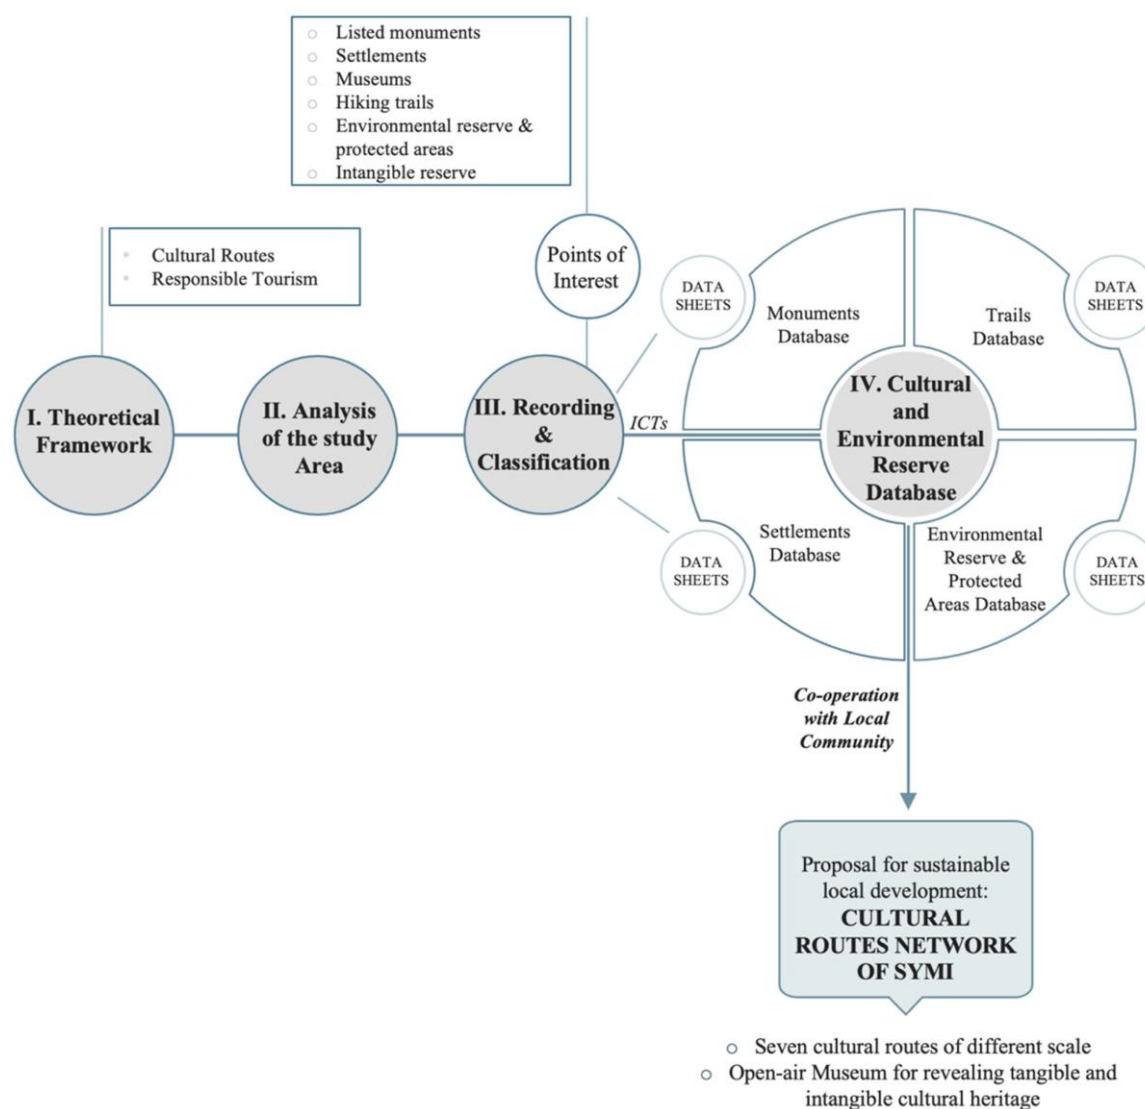 Listed monuments
Settlements
Museums
Hiking trails
Environmental reserve &
protected areas
Intangible reserve
Cultural Routes
Responsible Tourism
Points of
Interest
I. Theoretical
Framework
II. Analysis
of the study
Area
III. Recording
&
Classification
ICTs
DATA
SHEETS
Monuments
Database
Trails
Database
DATA
SHEETS
IV. Cultural
and
Environmental
Reserve
Database
DATA
SHEETS
Settlements
Database
Environmental
Reserve &
Protected
Areas Database
DATA
SHEETS
Co-operation
with Local
Community
Proposal for sustainable
local development:
CULTURAL
ROUTES NETWORK
OF SYMI
Seven cultural routes of different scale
Open-air Museum for revealing tangible and
intangible cultural heritage